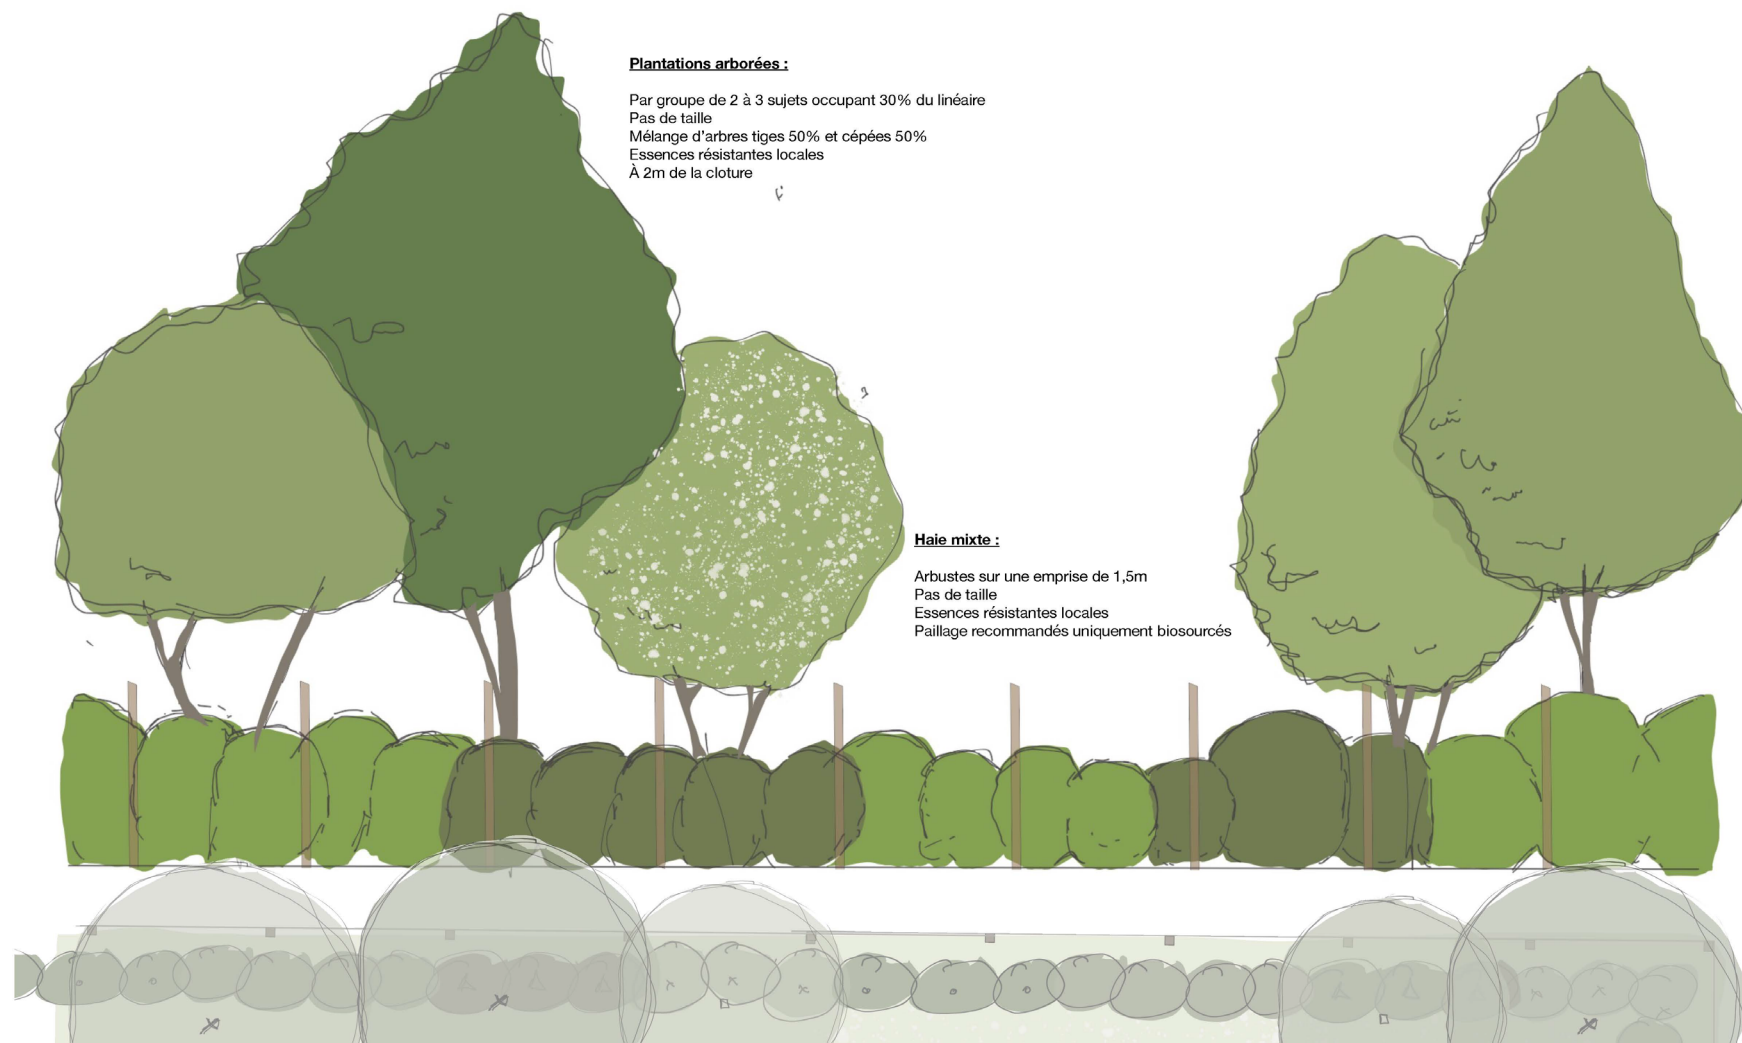 Plantations arborées :
Par groupe de 2 à 3 sujets occupant 30% du linéaire
Pas de taille
Mélange d'arbres tiges 50% et cépées 50%
Essences résistantes locales
À 2m de la cloture
Haie mixte :
Arbustes sur une emprise de 1,5m
Pas de taille
Essences résistantes locales
Paillage recommandés uniquement biosourcés